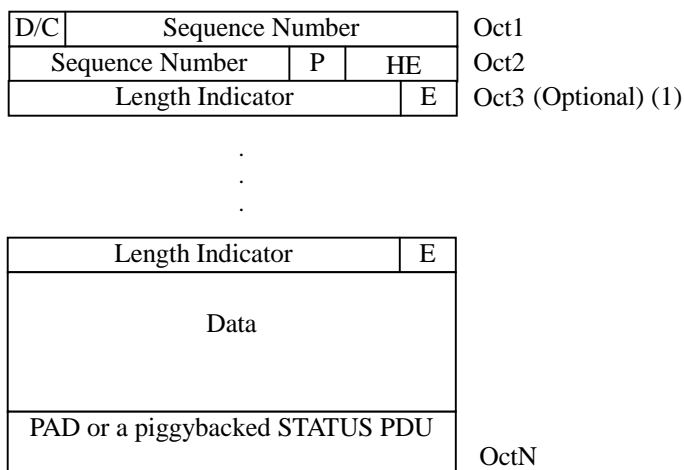 D/C Sequence Number Oct1
Sequence Number P HE Oct2
Length Indicator E Oct3 (Optional) (1)
.
.
.
Length Indicator E
Data
PAD or a piggybacked STATUS PDU
OctN